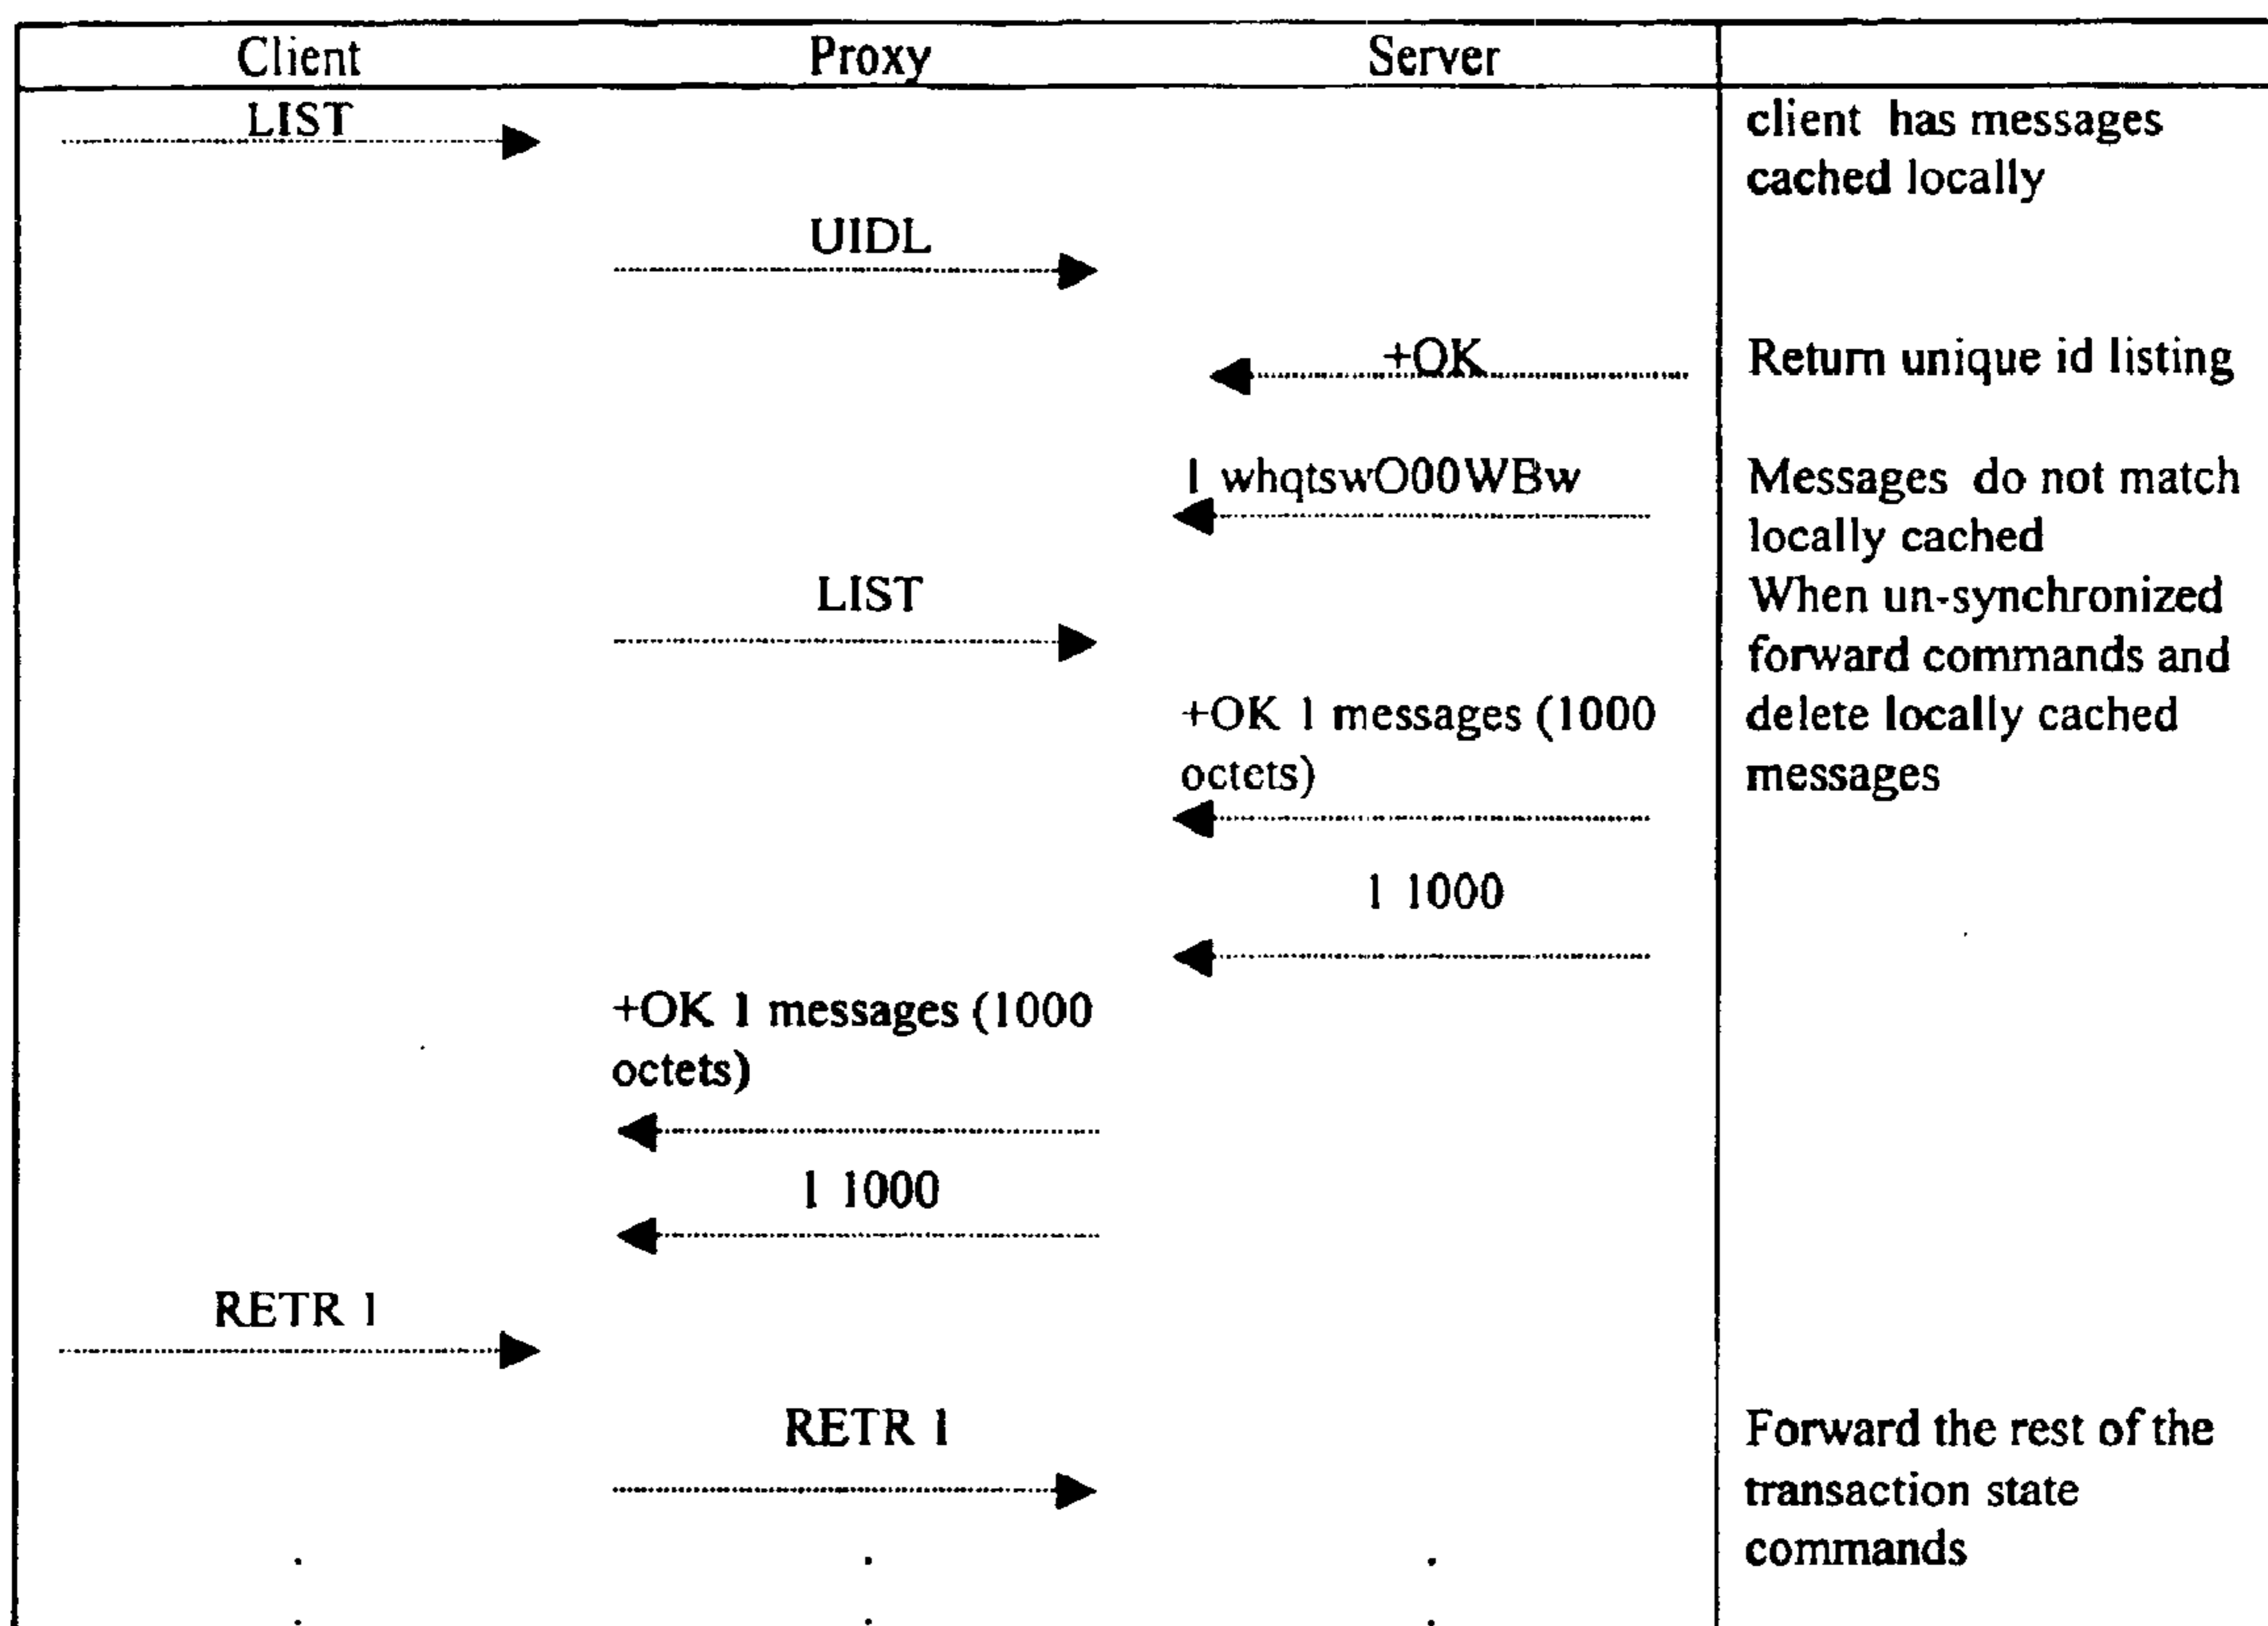 Client Proxy Server
LIST client has messages
cached locally
UIDL
+OK Return unique id listing
1 whqtswO00WBw Messages do not match
locally cached
LIST When un-synchronized
forward commands and
+OK 1 messages (1000 delete locally cached
octets) messages
1 1000
+OK 1 messages (1000
octets)
1 1000
RETR 1
RETR 1 Forward the rest of the
transaction state
. . . commands
. . .